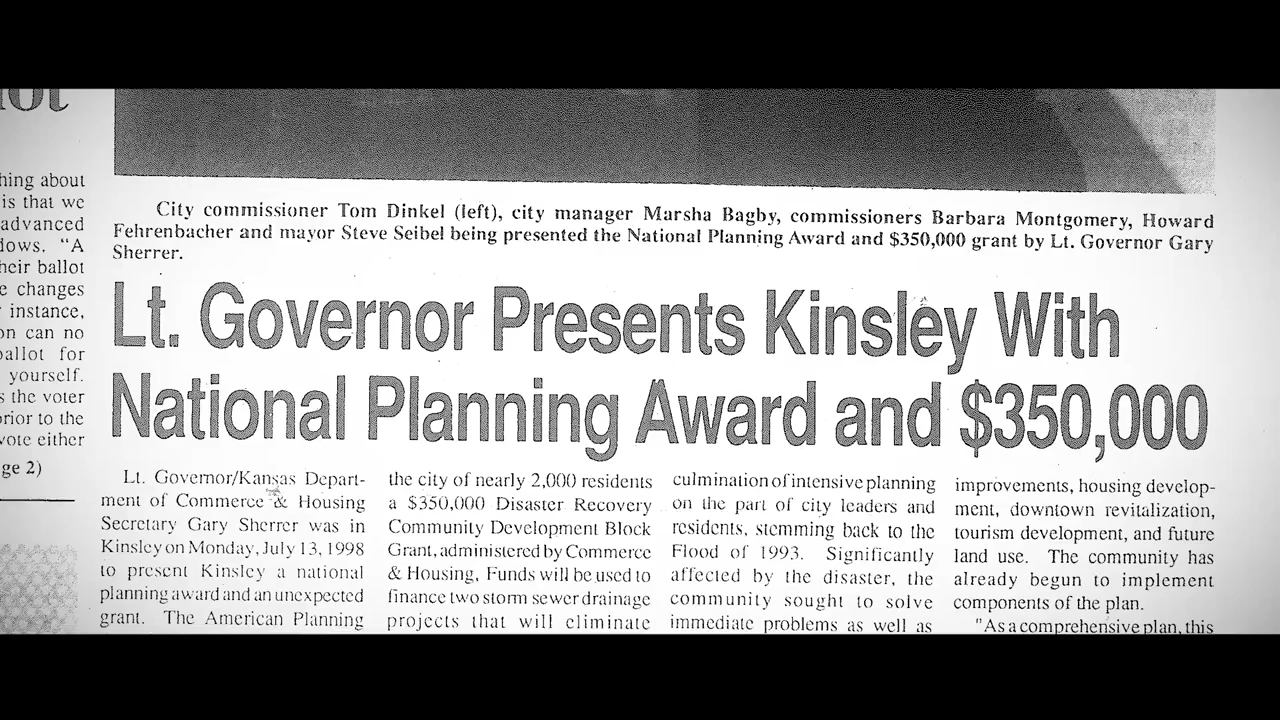 hing about
is that we
advanced
lows. "A
heir ballot
e changes
instance,
on can no
ballot for
yourself.
s the voter
prior to the
vote either
ge 2)
City commissioner Tom Dinkel (left), city manager Marsha Bagby, commissioners Barbara Montgomery, Howard
Fehrenbacher and mayor Steve Seibel being presented the National Planning Award and $350,000 grant by Lt. Governor Gary
Sherrer.
Lt. Governor Presents Kinsley With
National Planning Award and $350,000
Lt. Governor/Kansas Depart-
ment of Commerce & Housing
Secretary Gary Sherrer was in
Kinsley on Monday, July 13, 1998
to present Kinsley a national
planning award and an unexpected
grant. The American Planning
the city of nearly 2,000 residents
a $350,000 Disaster Recovery
Community Development Block
Grant, administered by Commerce
& Housing, Funds will be used to
finance two storm sewer drainage
projects that will eliminate
culmination of intensive planning
on the part of city leaders and
residents, stemming back to the
Flood of 1993. Significantly
affected by the disaster, the
community sought to solve
immediate problems as well as
improvements, housing develop-
ment, downtown revitalization,
tourism development, and future
land use. The community has
already begun to implement
components of the plan.
"As a comprehensive plan, this